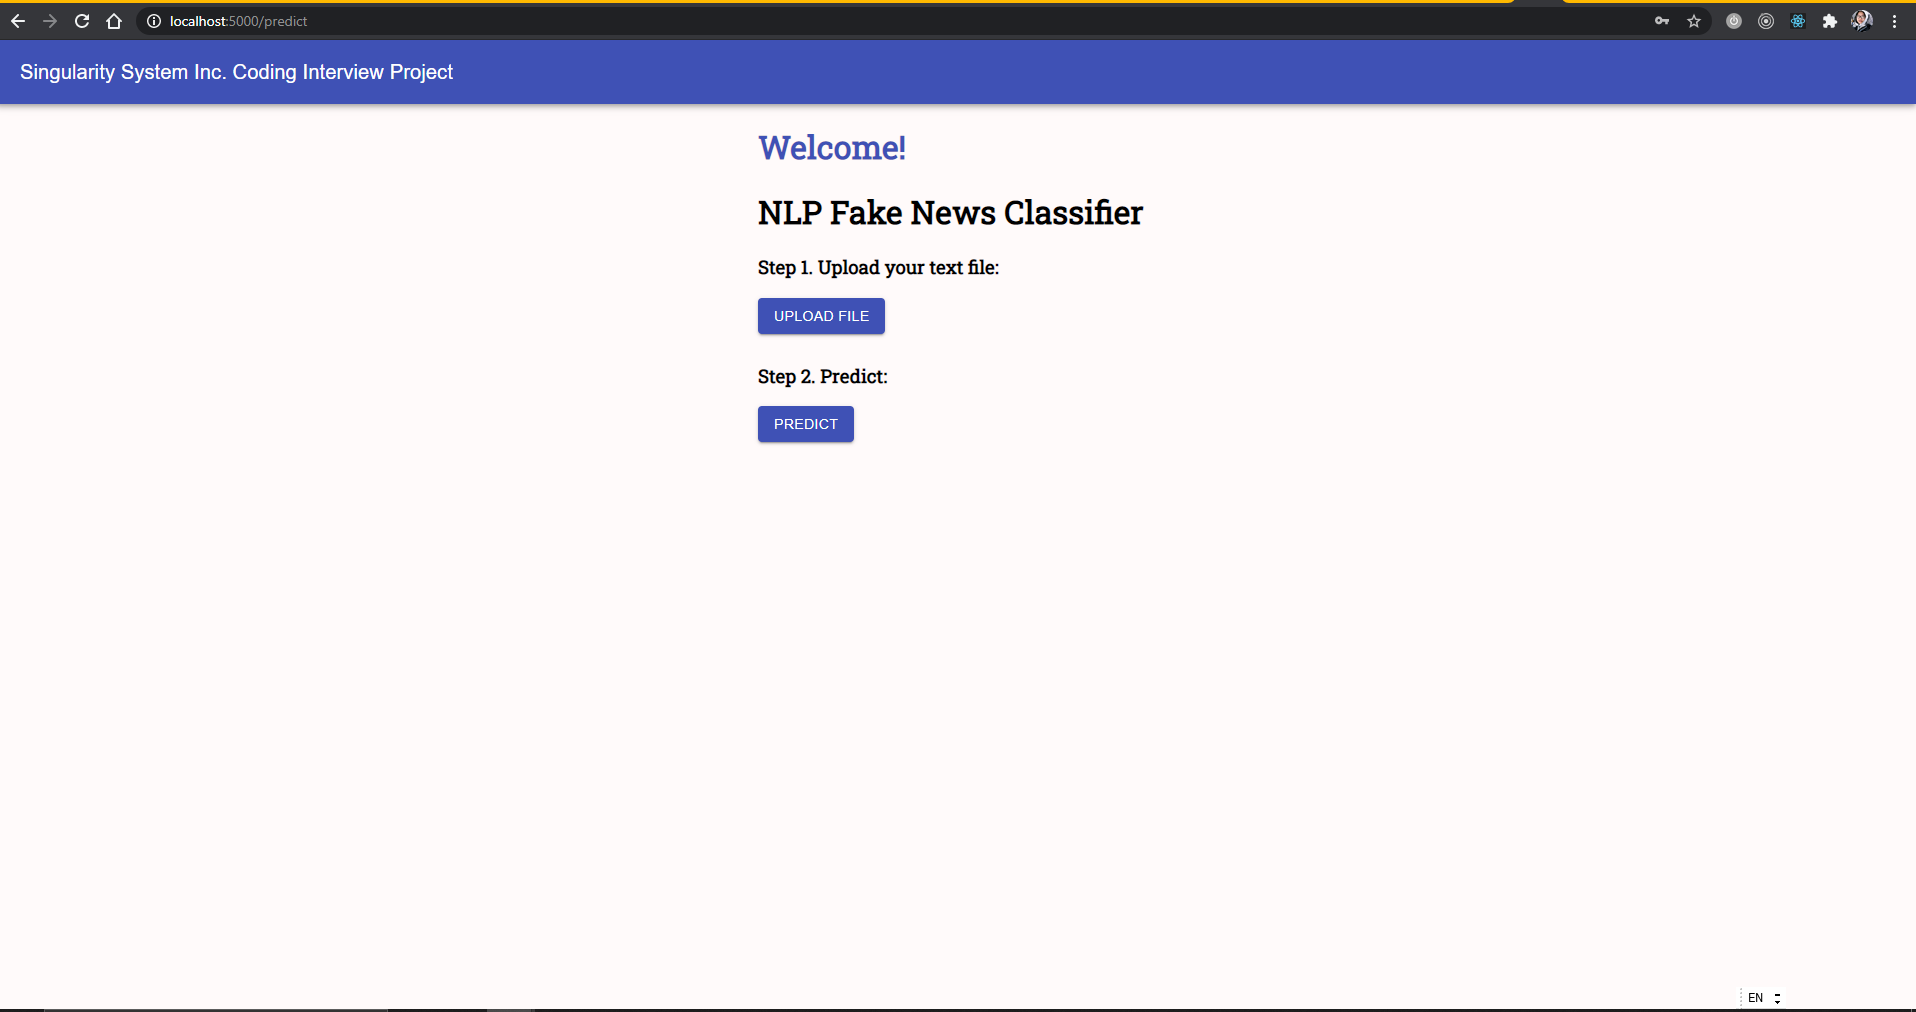 localhost:5000/predict
Singularity System Inc. Coding Interview Project
Welcome!
NLP Fake News Classifier
Step 1. Upload your text file:
UPLOAD FILE
Step 2. Predict:
PREDICT
EN